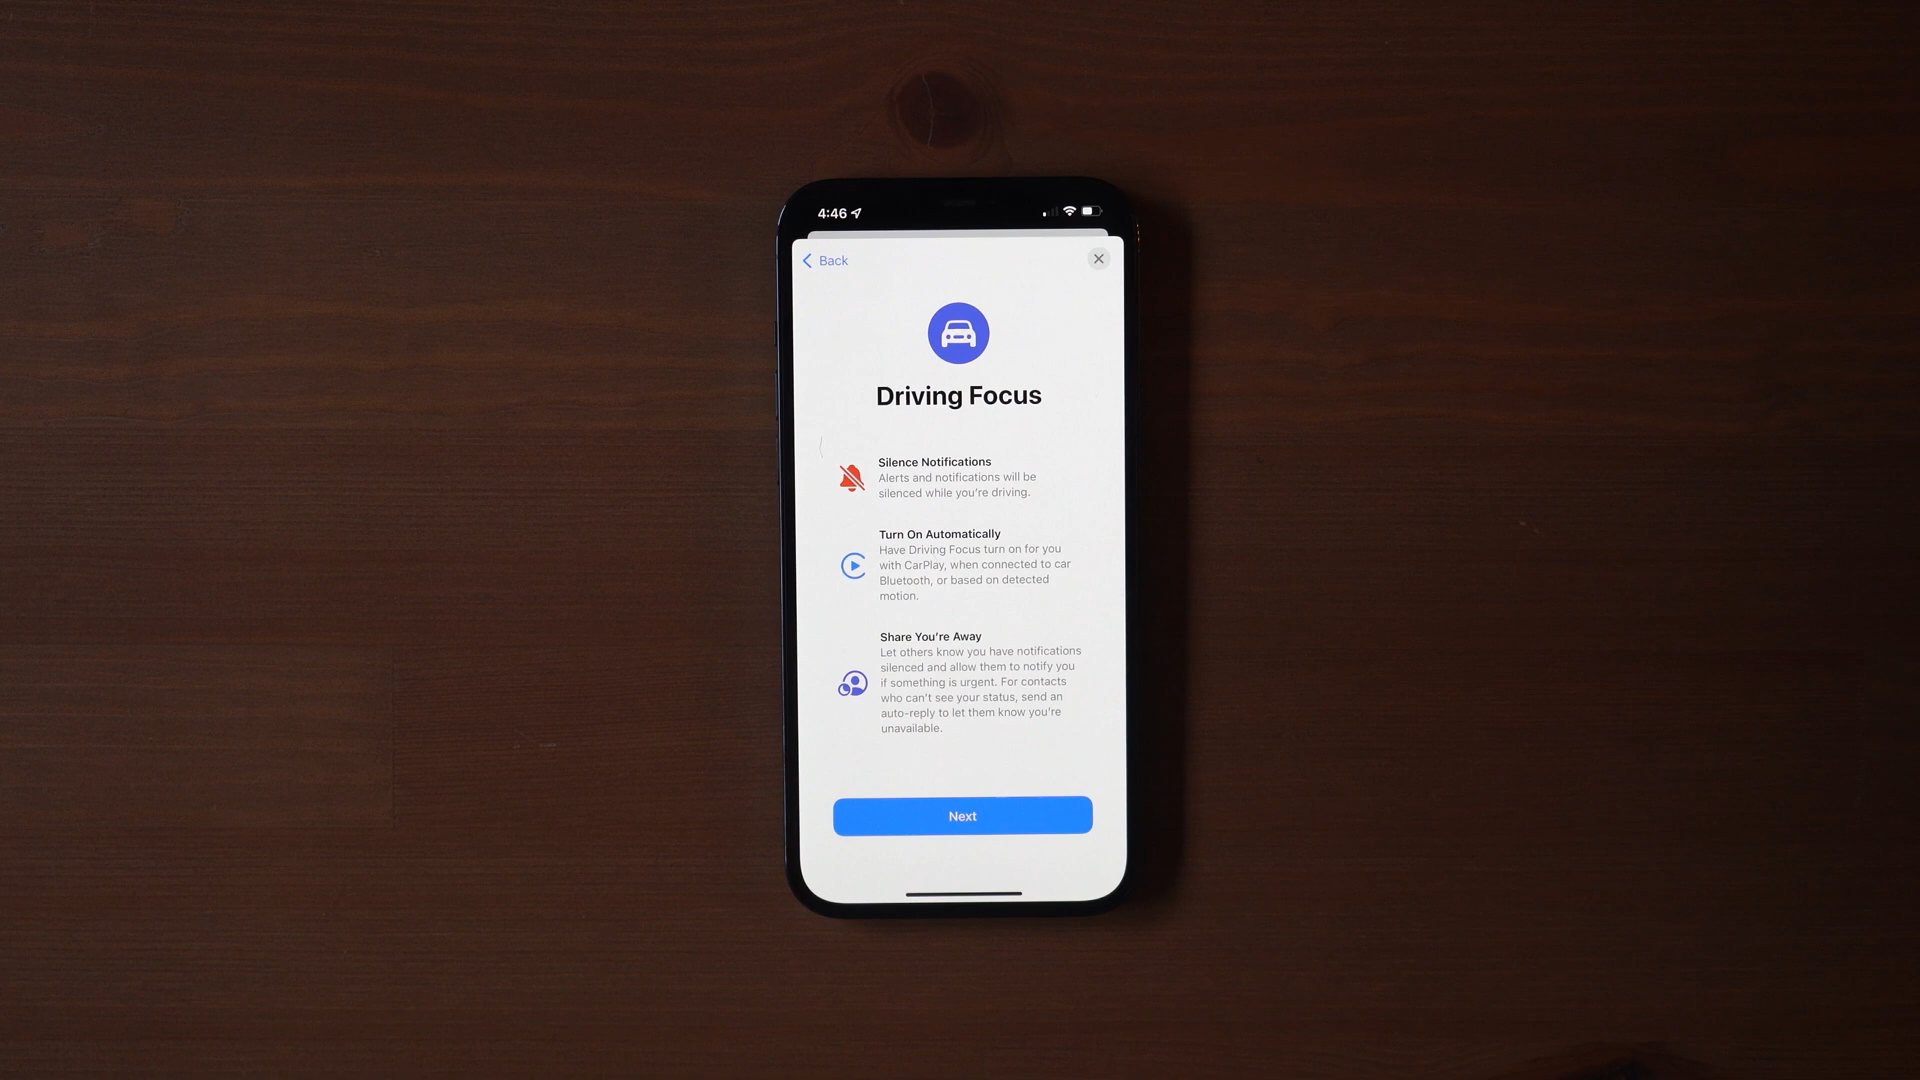 4:46
Back
Driving Focus
Silence Notifications
Alerts and notifications will be
silenced while you're driving.
Turn On Automatically
Have Driving Focus turn on for you
with CarPlay, when connected to car
Bluetooth, or based on detected
motion.
Share You're Away
Let others know you have notifications
silenced and allow them to notify you
if something is urgent. For contacts
who can't see your status, send an
auto-reply to let them know you're
unavailable.
Next